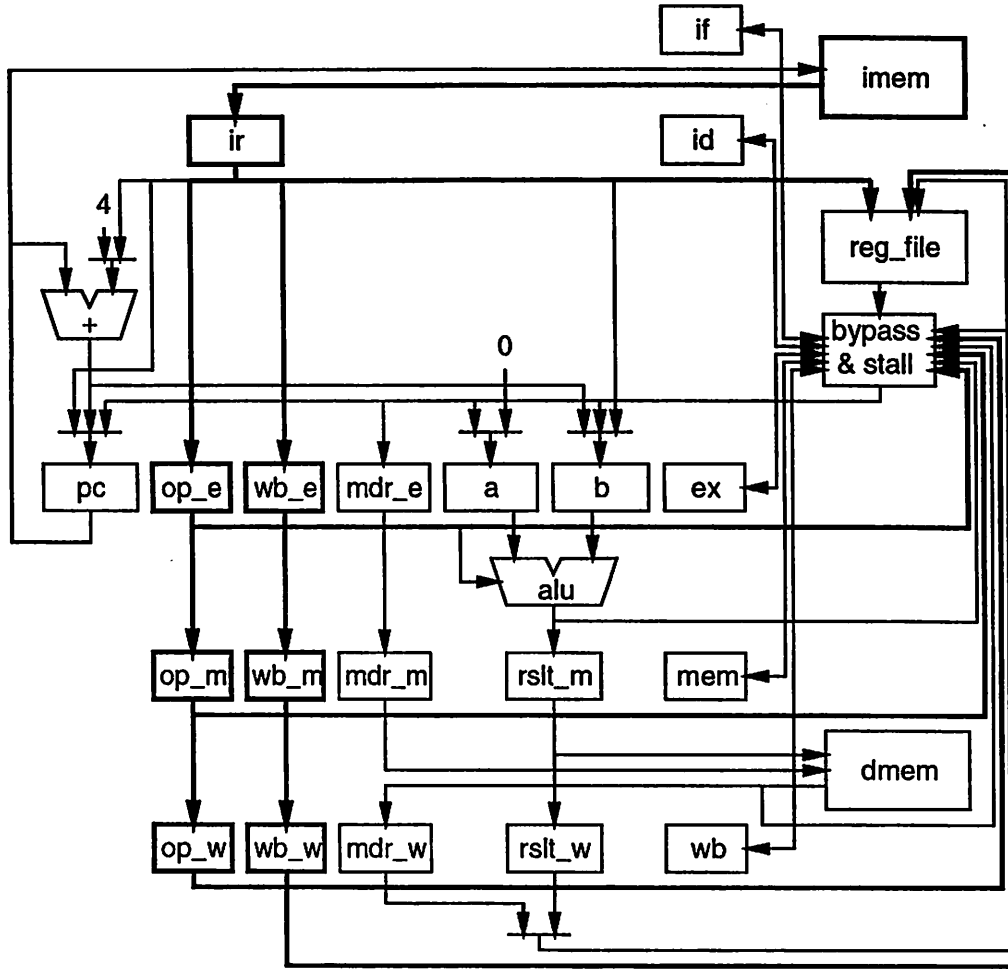 if
imem
ir
id
4
reg_file
+
bypass
& stall
0
pc
op_e
wb_e
mdr_e
a
b
ex
alu
op_m
wb_m
mdr_m
rslt_m
mem
dmem
op_w
wb_w
mdr_w
rslt_w
wb